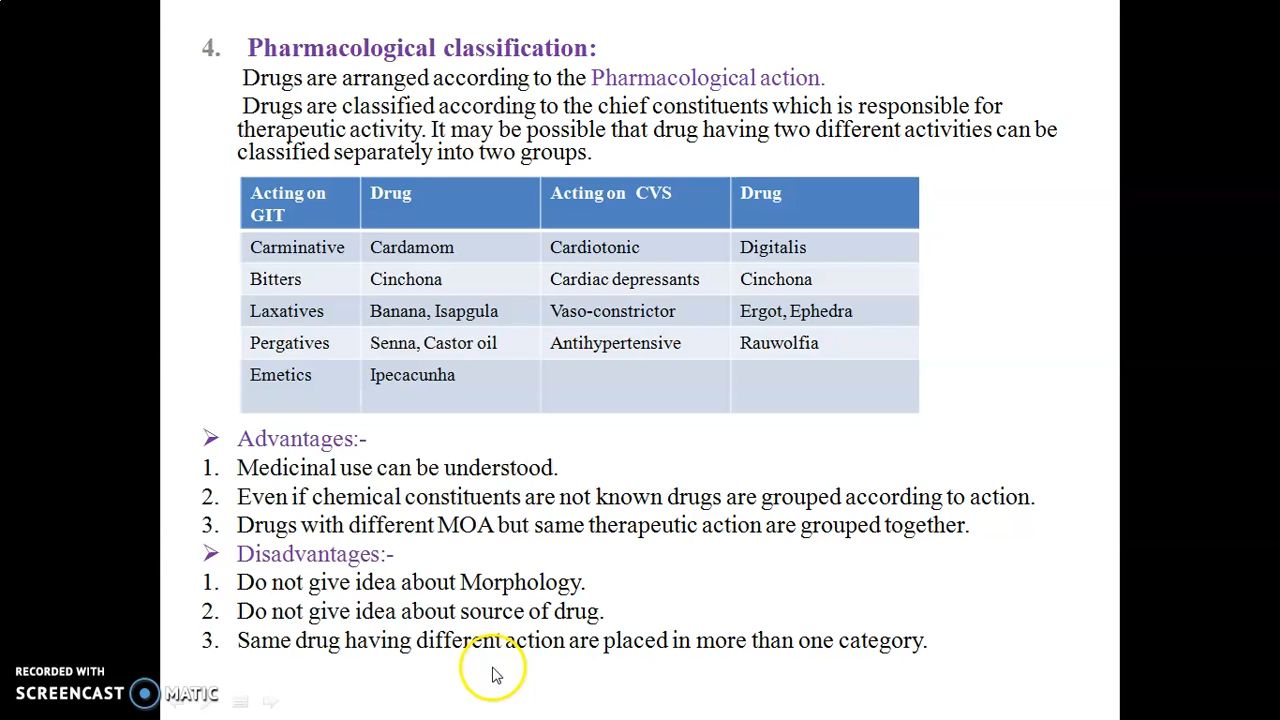 4. Pharmacological classification:
Drugs are arranged according to the Pharmacological action.
Drugs are classified according to the chief constituents which is responsible for
therapeutic activity. It may be possible that drug having two different activities can be
classified separately into two groups.
Acting on GIT Drug Acting on CVS Drug
Carminative Cardamom Cardiotonic Digitalis
Bitters Cinchona Cardiac depressants Cinchona
Laxatives Banana, Isapgula Vaso-constrictor Ergot, Ephedra
Pergatives Senna, Castor oil Antihypertensive Rauwolfia
Emetics Ipecacunha
➢ Advantages:-
1. Medicinal use can be understood.
2. Even if chemical constituents are not known drugs are grouped according to action.
3. Drugs with different MOA but same therapeutic action are grouped together.
➢ Disadvantages:-
1. Do not give idea about Morphology.
2. Do not give idea about source of drug.
3. Same drug having different action are placed in more than one category.
RECORDED WITH
SCREENCAST MATIC